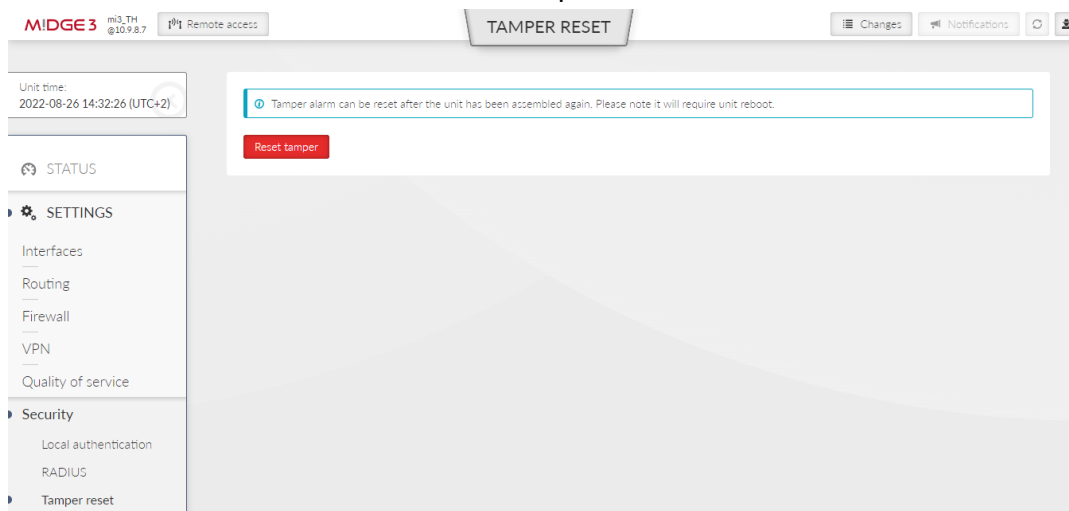 M!DGE 3 mi3_TH @10.9.8.7 Remote access TAMPER RESET Changes Notifications
Unit time:
2022-08-26 14:32:26 (UTC+2)
Tamper alarm can be reset after the unit has been assembled again. Please note it will require unit reboot.
Reset tamper
STATUS
SETTINGS
Interfaces
Routing
Firewall
VPN
Quality of service
Security
Local authentication
RADIUS
Tamper reset